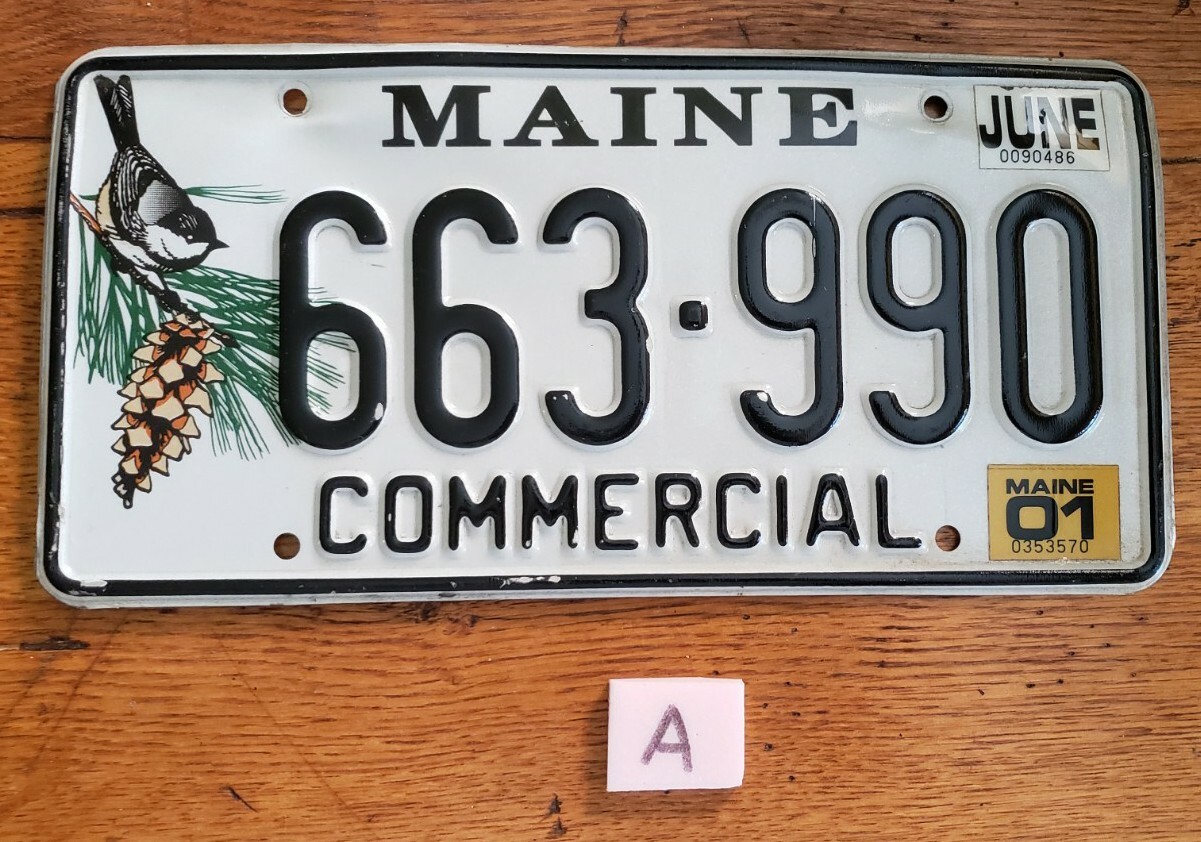 MAINE
JUNE
0090486
663·990
COMMERCIAL
MAINE
01
0353570
A